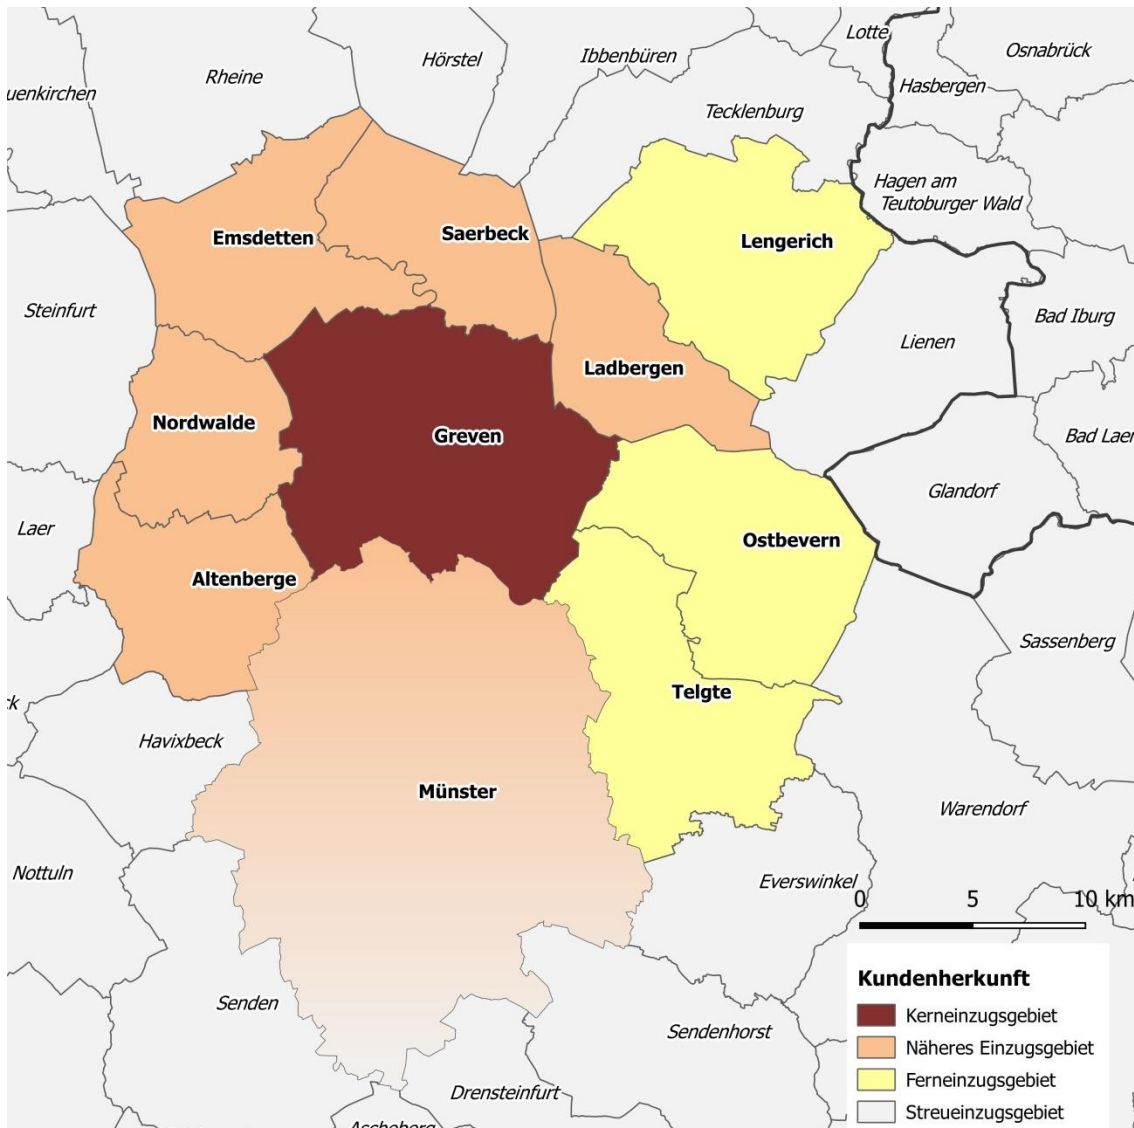 Lotte
Osnabrück
Hörstel
Ibbenbüren
Rheine
Hasbergen
uenkirchen
Tecklenburg
Hagen am
Teutoburger Wald
Emsdetten
Saerbeck
Lengerich
Steinfurt
Bad Iburg
Lienen
Ladbergen
Nordwalde
Greven
Bad Laer
Glandorf
Laer
Ostbevern
Altenberge
Sassenberg
Telgte
ck
Havixbeck
Münster
Warendorf
Nottuln
Everswinkel
0 5 10 km
Kundenherkunft
Senden
Kerneinzugsgebiet
Sendenhorst
Näheres Einzugsgebiet
Ferneinzugsgebiet
Drensteinfurt
Streueinzugsgebiet
Ascheberg